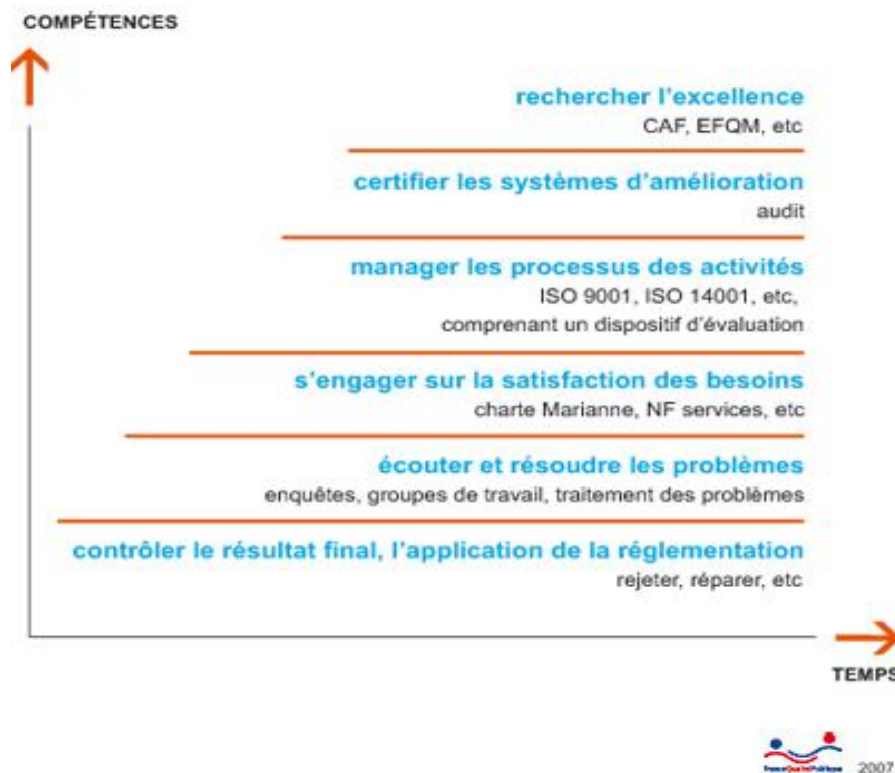 COMPÉTENCES
rechercher l'excellence
CAF, EFQM, etc
certifier les systèmes d'amélioration
audit
manager les processus des activités
ISO 9001, ISO 14001, etc,
comprenant un dispositif d'évaluation
s'engager sur la satisfaction des besoins
charte Marianne, NF services, etc
écouter et résoudre les problèmes
enquêtes, groupes de travail, traitement des problèmes
contrôler le résultat final, l'application de la réglementation
rejeter, réparer, etc
TEMPS
2007